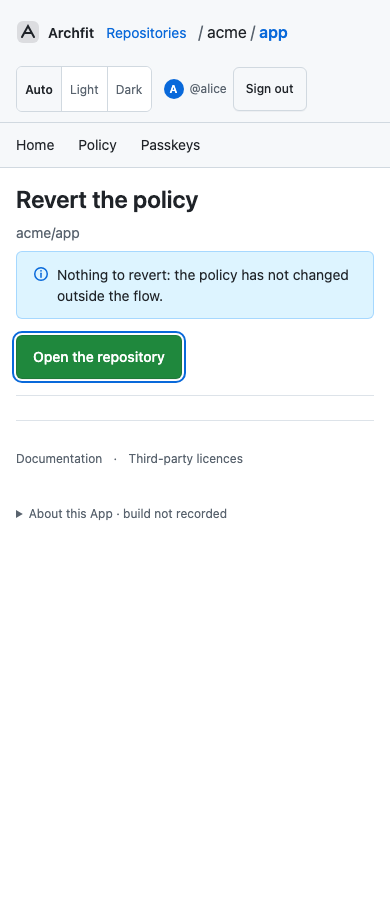 Archfit Repositories / acme / app
Auto Light Dark A @alice Sign out
Home Policy Passkeys
Revert the policy
acme/app
Nothing to revert: the policy has not changed
outside the flow.
Open the repository
Documentation · Third-party licences
About this App · build not recorded